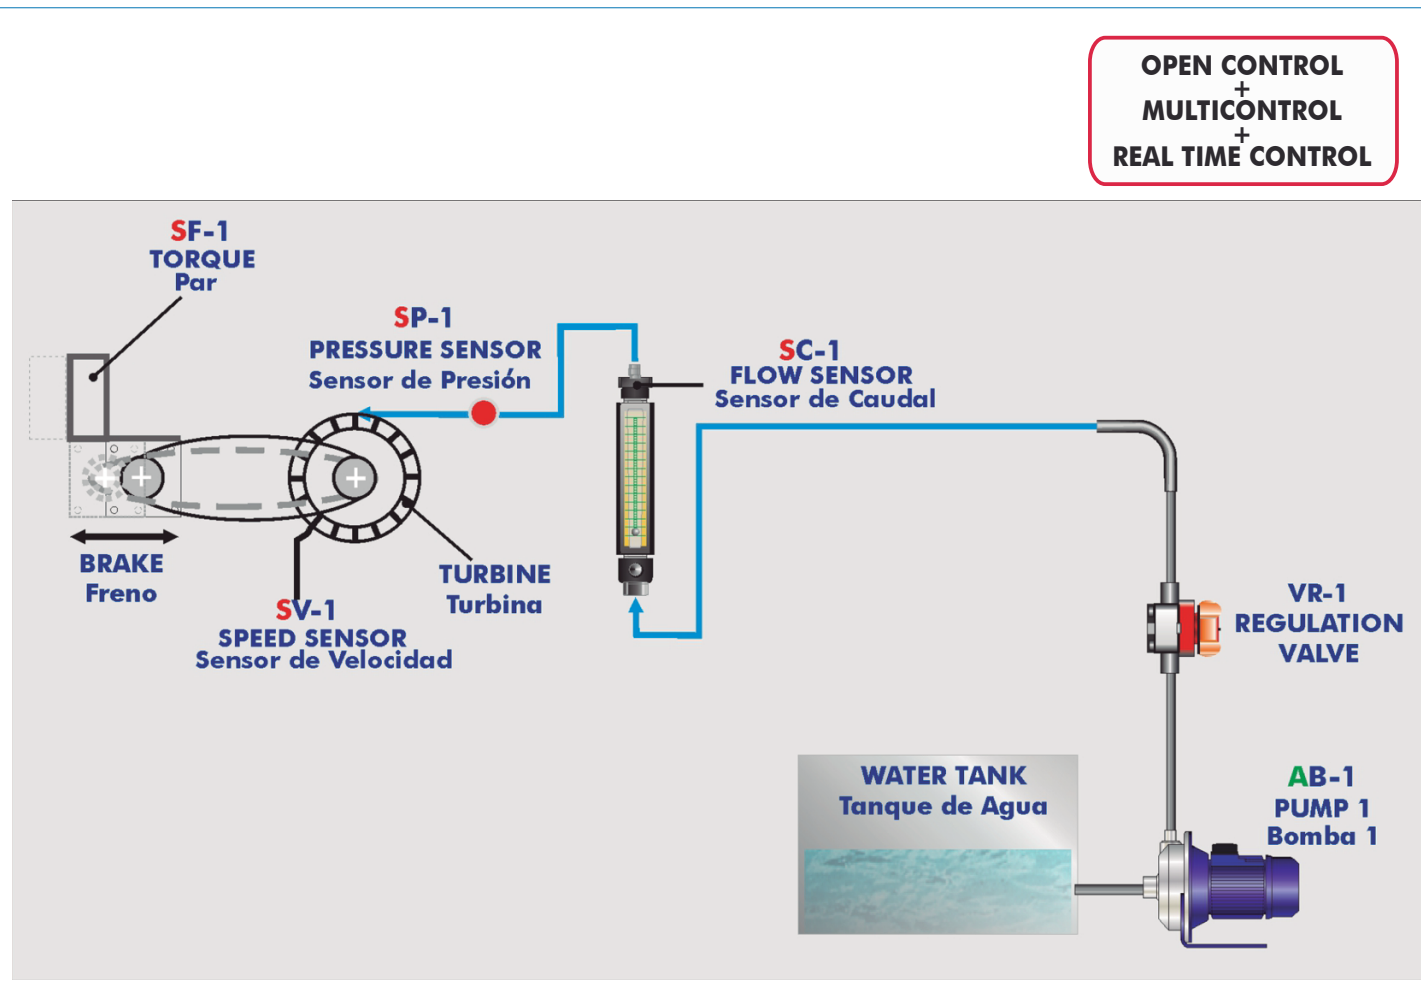 OPEN CONTROL
+
MULTICONTROL
+
REAL TIME CONTROL
SF-1
TORQUE
Par
SP-1
PRESSURE SENSOR
Sensor de Presión
SC-1
FLOW SENSOR
Sensor de Caudal
BRAKE
Freno
TURBINE
Turbina
SV-1
SPEED SENSOR
Sensor de Velocidad
VR-1
REGULATION
VALVE
WATER TANK
Tanque de Agua
AB-1
PUMP 1
Bomba 1